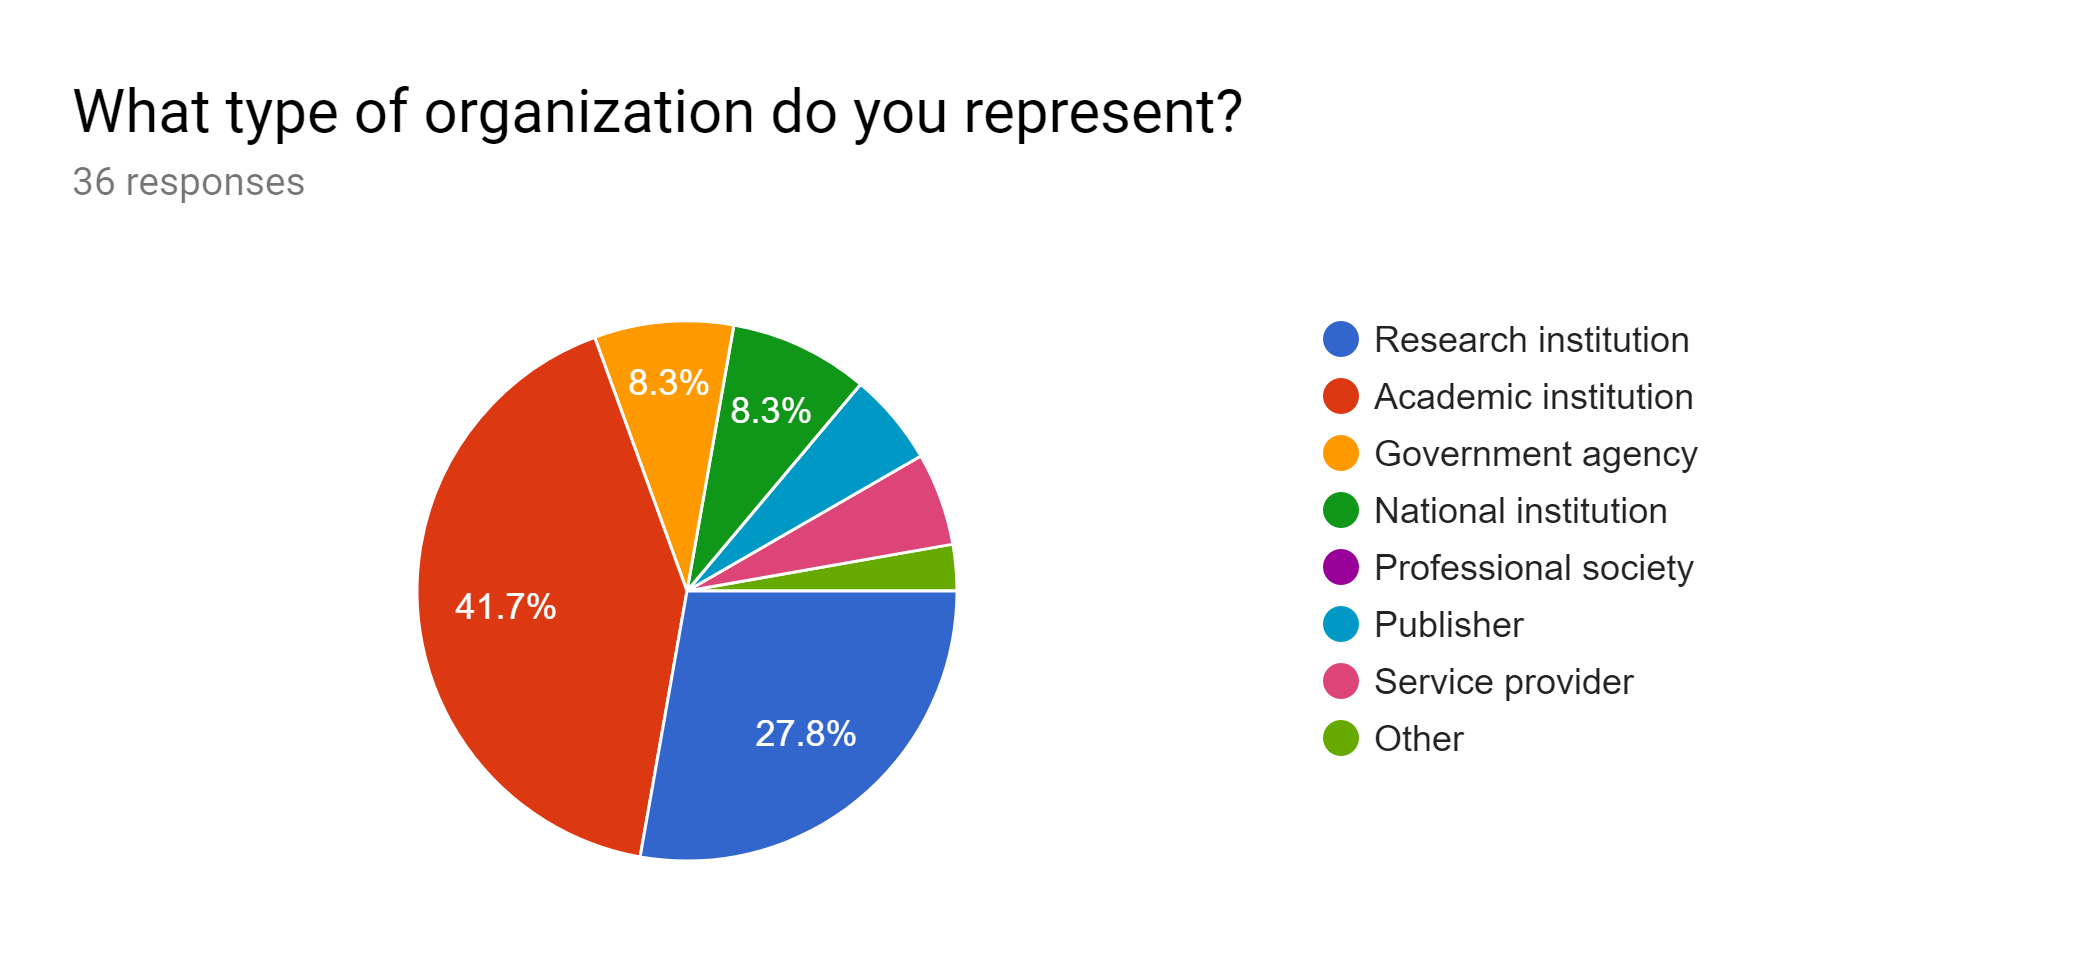 What type of organization do you represent?
36 responses
8.3%
8.3%
41.7%
27.8%
Research institution
Academic institution
Government agency
National institution
Professional society
Publisher
Service provider
Other